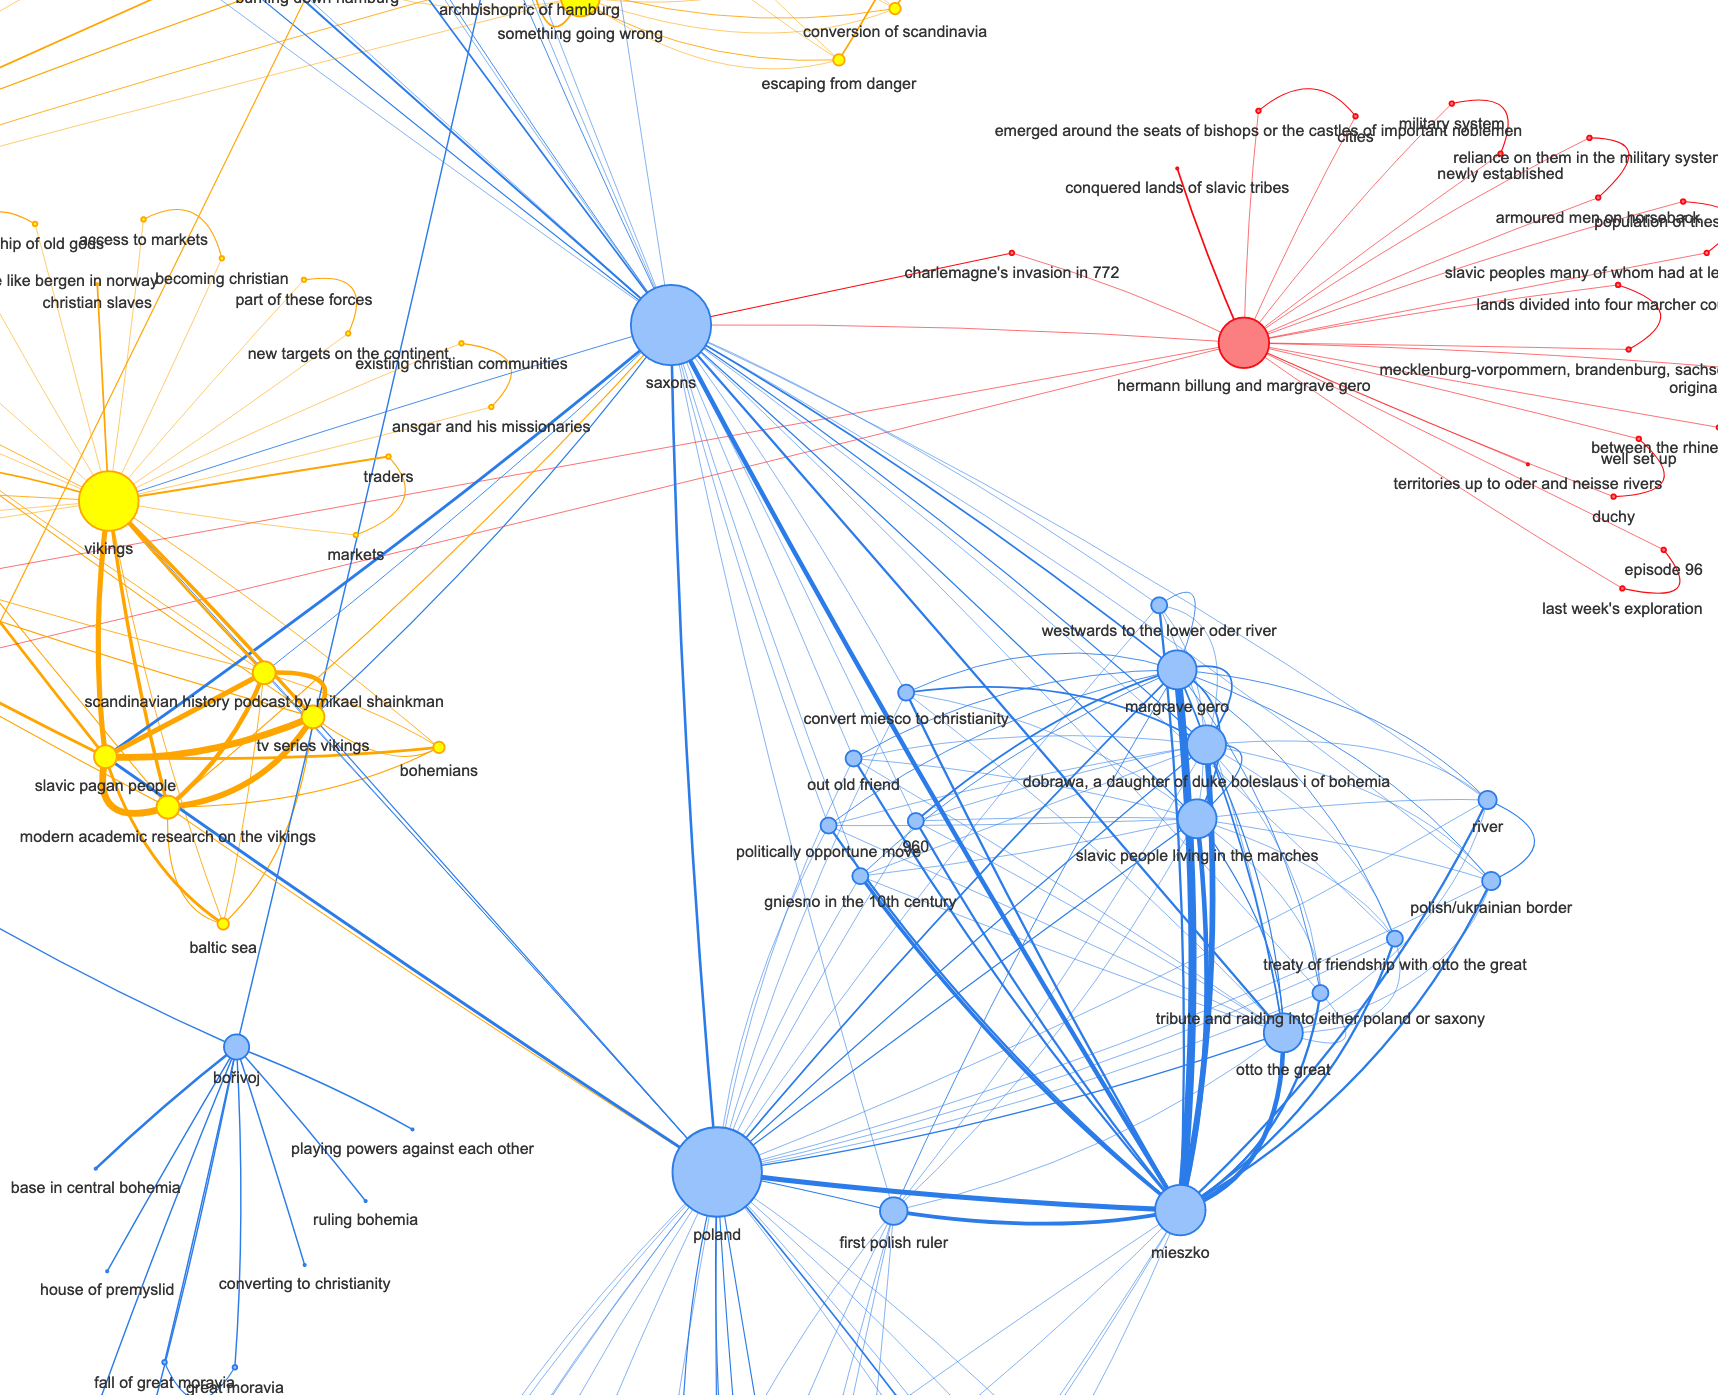 burning down hamburg
archbishopric of hamburg
something going wrong
conversion of scandinavia
escaping from danger
military system
emerged around the seats of bishops or the castles of important noblemen
cities
reliance on them in the military system
newly established
conquered lands of slavic tribes
armoured men on horseback
population of thes
hip of old gods
access to markets
charlemagne's invasion in 772
slavic peoples many of whom had at le
e like bergen in norway
becoming christian
christian slaves
part of these forces
lands divided into four marcher co
new targets on the continent
existing christian communities
saxons
hermann billung and margrave gero
mecklenburg-vorpommern, brandenburg, sachs
origina
ansgar and his missionaries
between the rhine
well set up
traders
territories up to oder and neisse rivers
duchy
vikings
markets
episode 96
last week's exploration
westwards to the lower oder river
scandinavian history podcast by mikael shainkman
margrave gero
convert miesco to christianity
tv series vikings
bohemians
slavic pagan people
out old friend
dobrawa, a daughter of duke boleslaus i of bohemia
modern academic research on the vikings
river
960
politically opportune move
slavic people living in the marches
gniesno in the 10th century
polish/ukrainian border
baltic sea
treaty of friendship with otto the great
tribute and raiding into either poland or saxony
otto the great
bořivoj
playing powers against each other
base in central bohemia
ruling bohemia
poland
first polish ruler
mieszko
house of premyslid
converting to christianity
fall of great moravia
great moravia